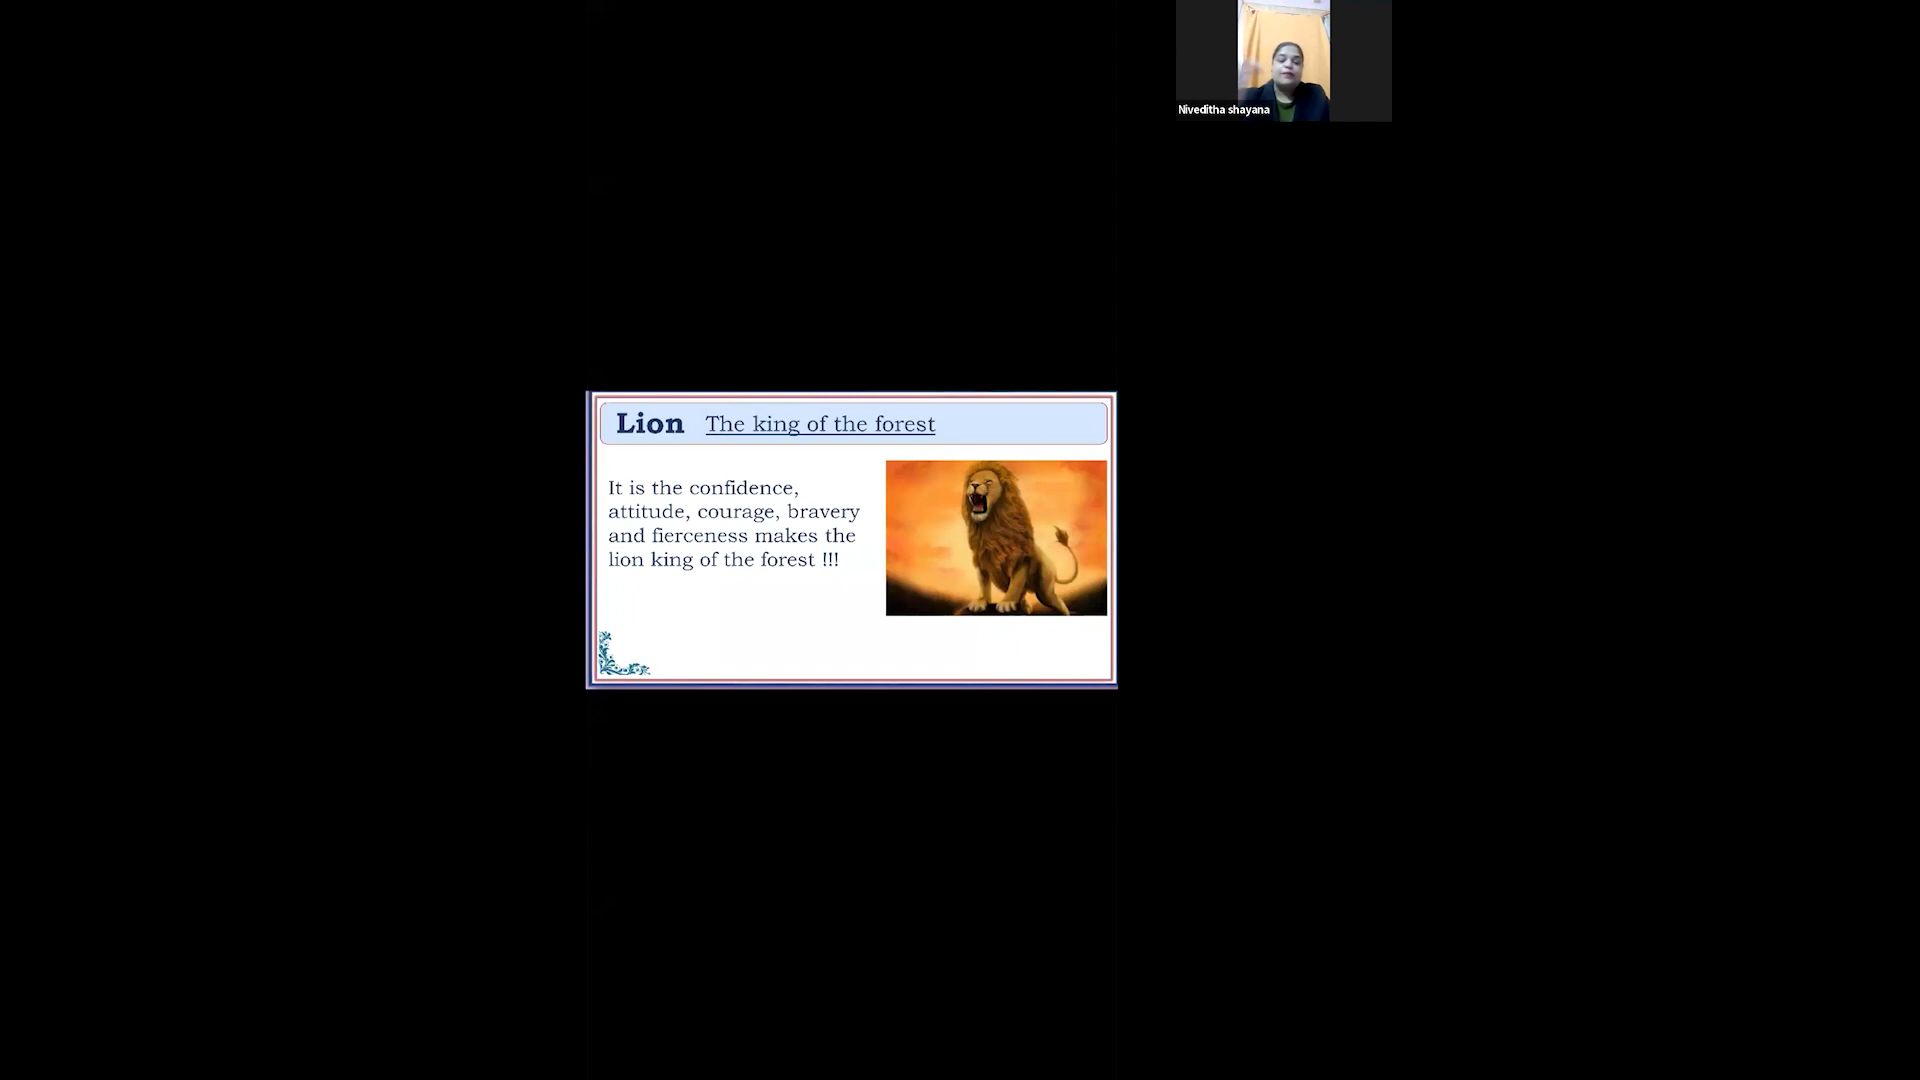 Niveditha shayana
Lion The king of the forest
It is the confidence,
attitude, courage, bravery
and fierceness makes the
lion king of the forest !!!